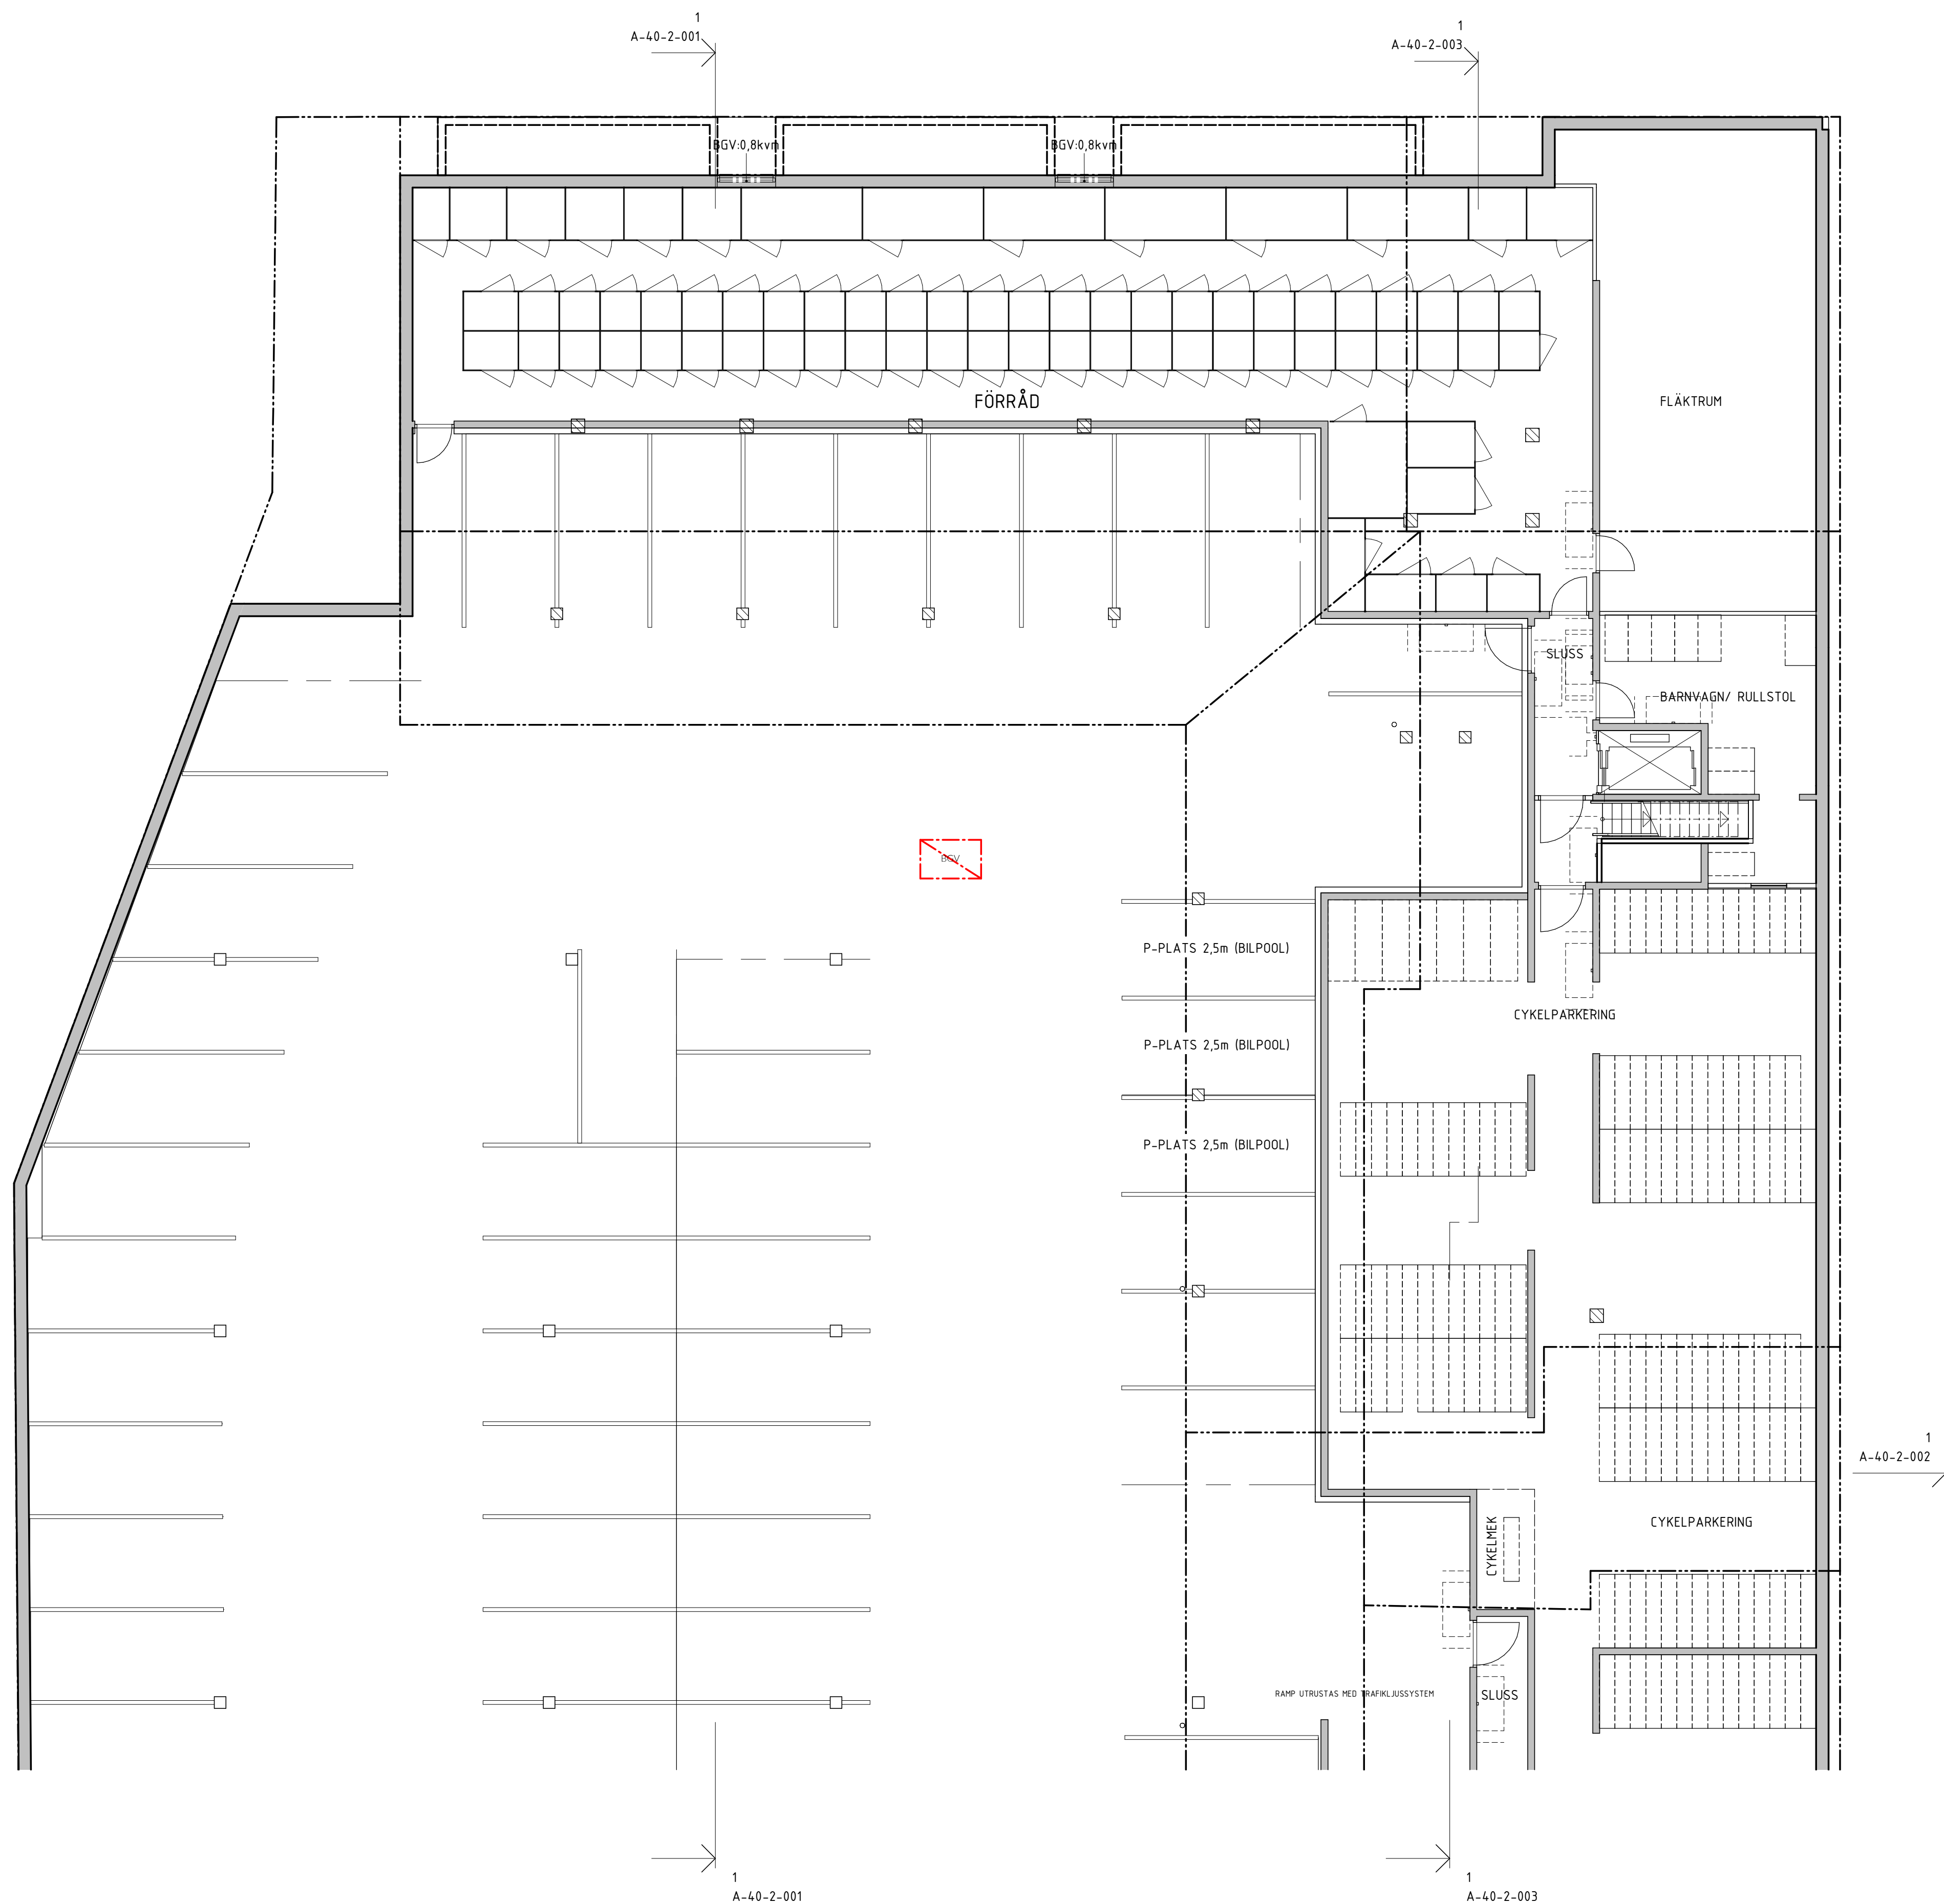 1
A-40-2-001
1
A-40-2-003
BGV:0,8kvm
BGV:0,8kvm
FÖRRÅD
FLÄKTRUM
SLUSS
BARNVAGN/ RULLSTOL
BGV
P-PLATS 2,5m (BILPOOL)
CYKELPARKERING
P-PLATS 2,5m (BILPOOL)
P-PLATS 2,5m (BILPOOL)
1
A-40-2-002
CYKELMEK
CYKELPARKERING
RAMP UTRUSTAS MED TRAFIKLJUSSYSTEM
SLUSS
1
A-40-2-001
1
A-40-2-003